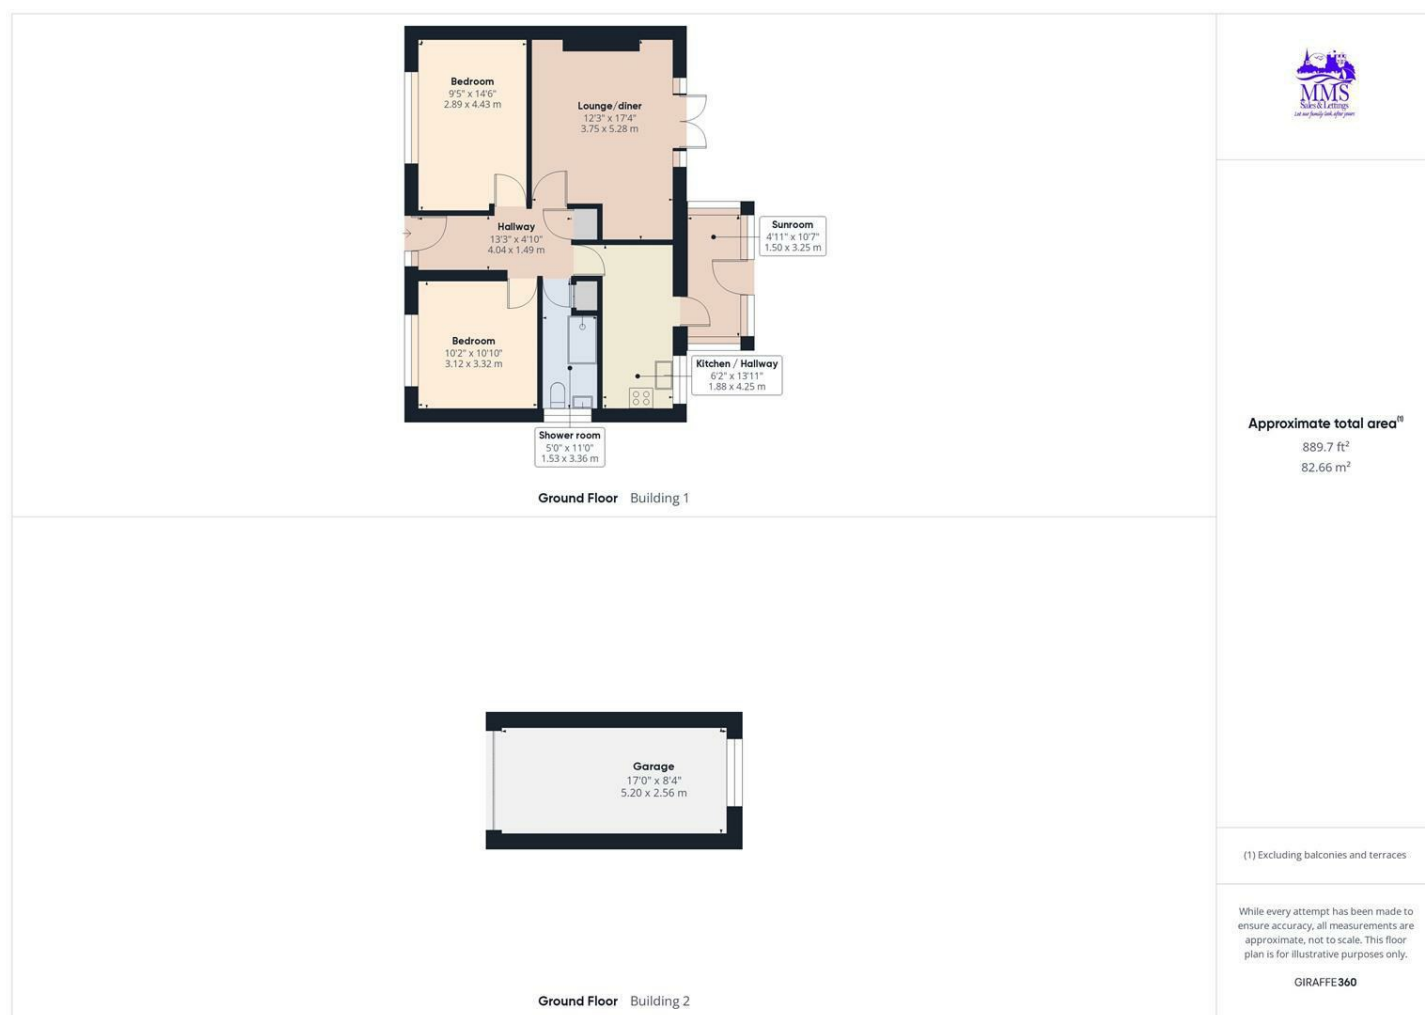 Bedroom
9'5" x 14'6"
2.89 x 4.43 m
Lounge/diner
12'3" x 17'4"
3.75 x 5.28 m
Hallway
13'3" x 4'10"
4.04 x 1.49 m
Sunroom
4'11" x 10'7"
1.50 x 3.25 m
Bedroom
10'2" x 10'10"
3.12 x 3.32 m
Kitchen / Hallway
6'2" x 13'11"
1.88 x 4.25 m
Shower room
5'0" x 11'0"
1.53 x 3.36 m
Ground Floor Building 1
Garage
17'0" x 8'4"
5.20 x 2.56 m
Ground Floor Building 2
MMS
Sales & Lettings
Let our family look after yours
Approximate total area(1)
889.7 ft²
82.66 m²
(1) Excluding balconies and terraces
While every attempt has been made to
ensure accuracy, all measurements are
approximate, not to scale. This floor
plan is for illustrative purposes only.
GIRAFFE360